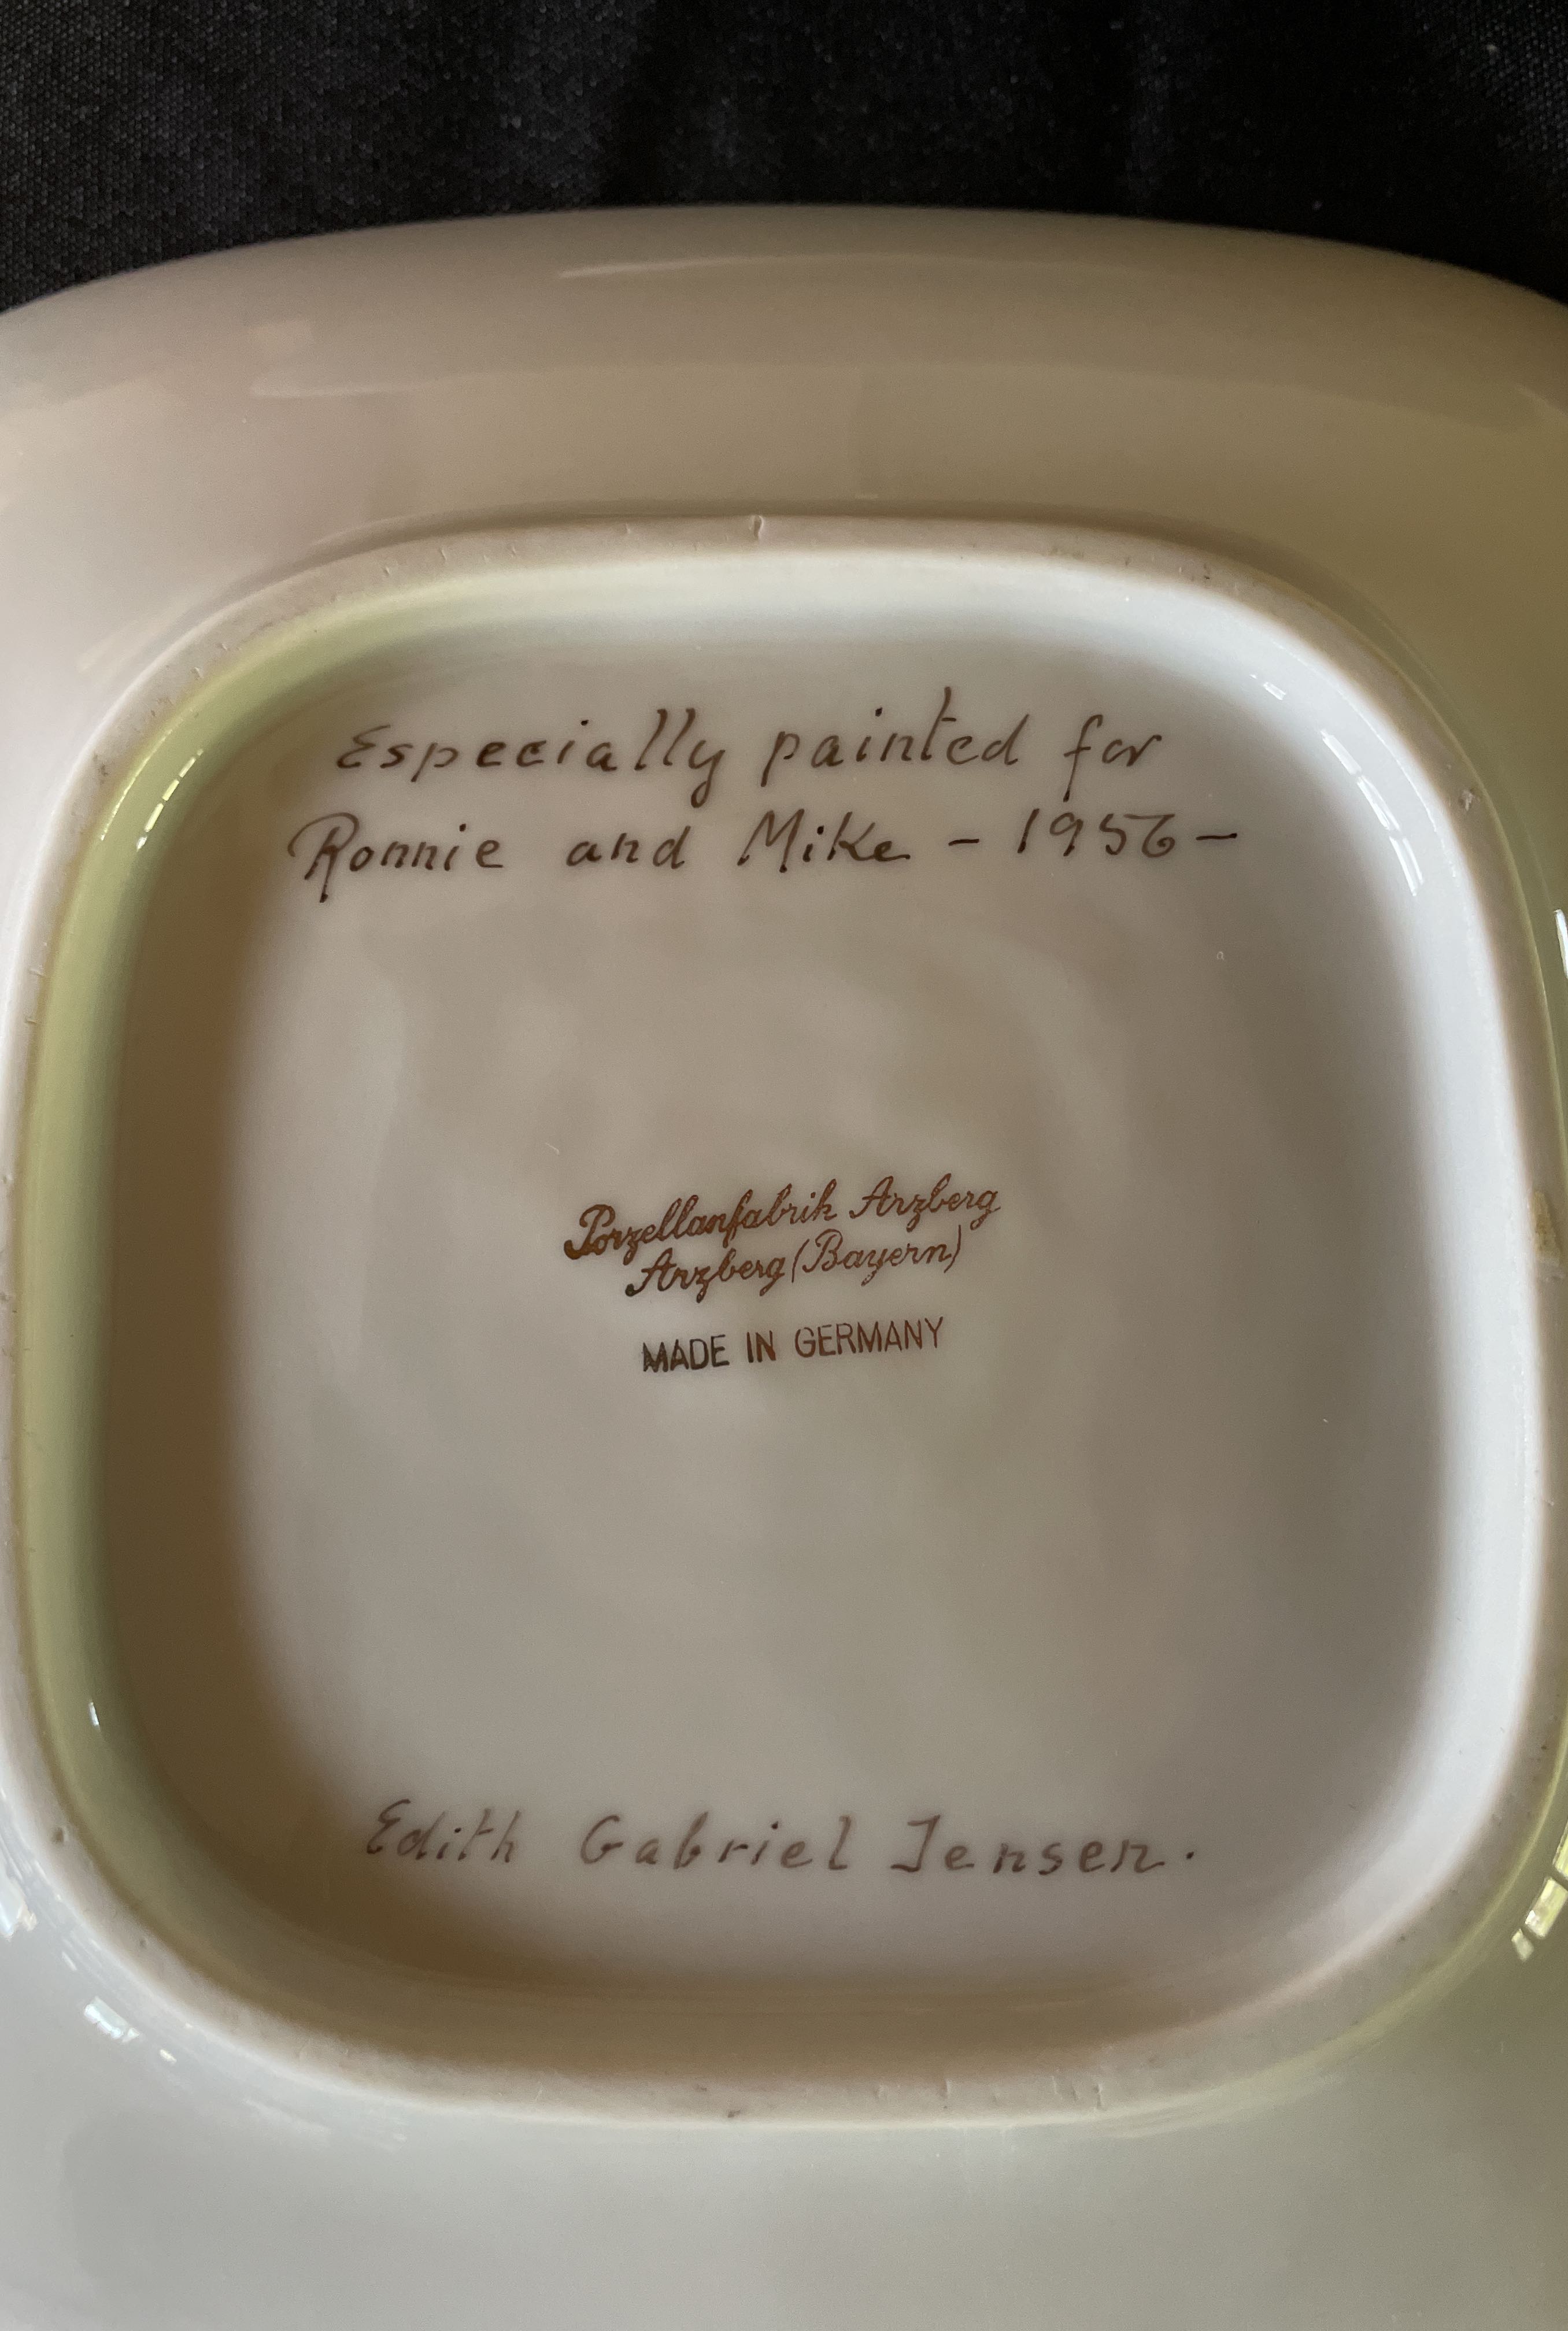 Especially painted for
Ronnie and Mike - 1956 -
Porzellanfabrik Arzberg
Arzberg (Bayern)
MADE IN GERMANY
Edith Gabriel Jensen.